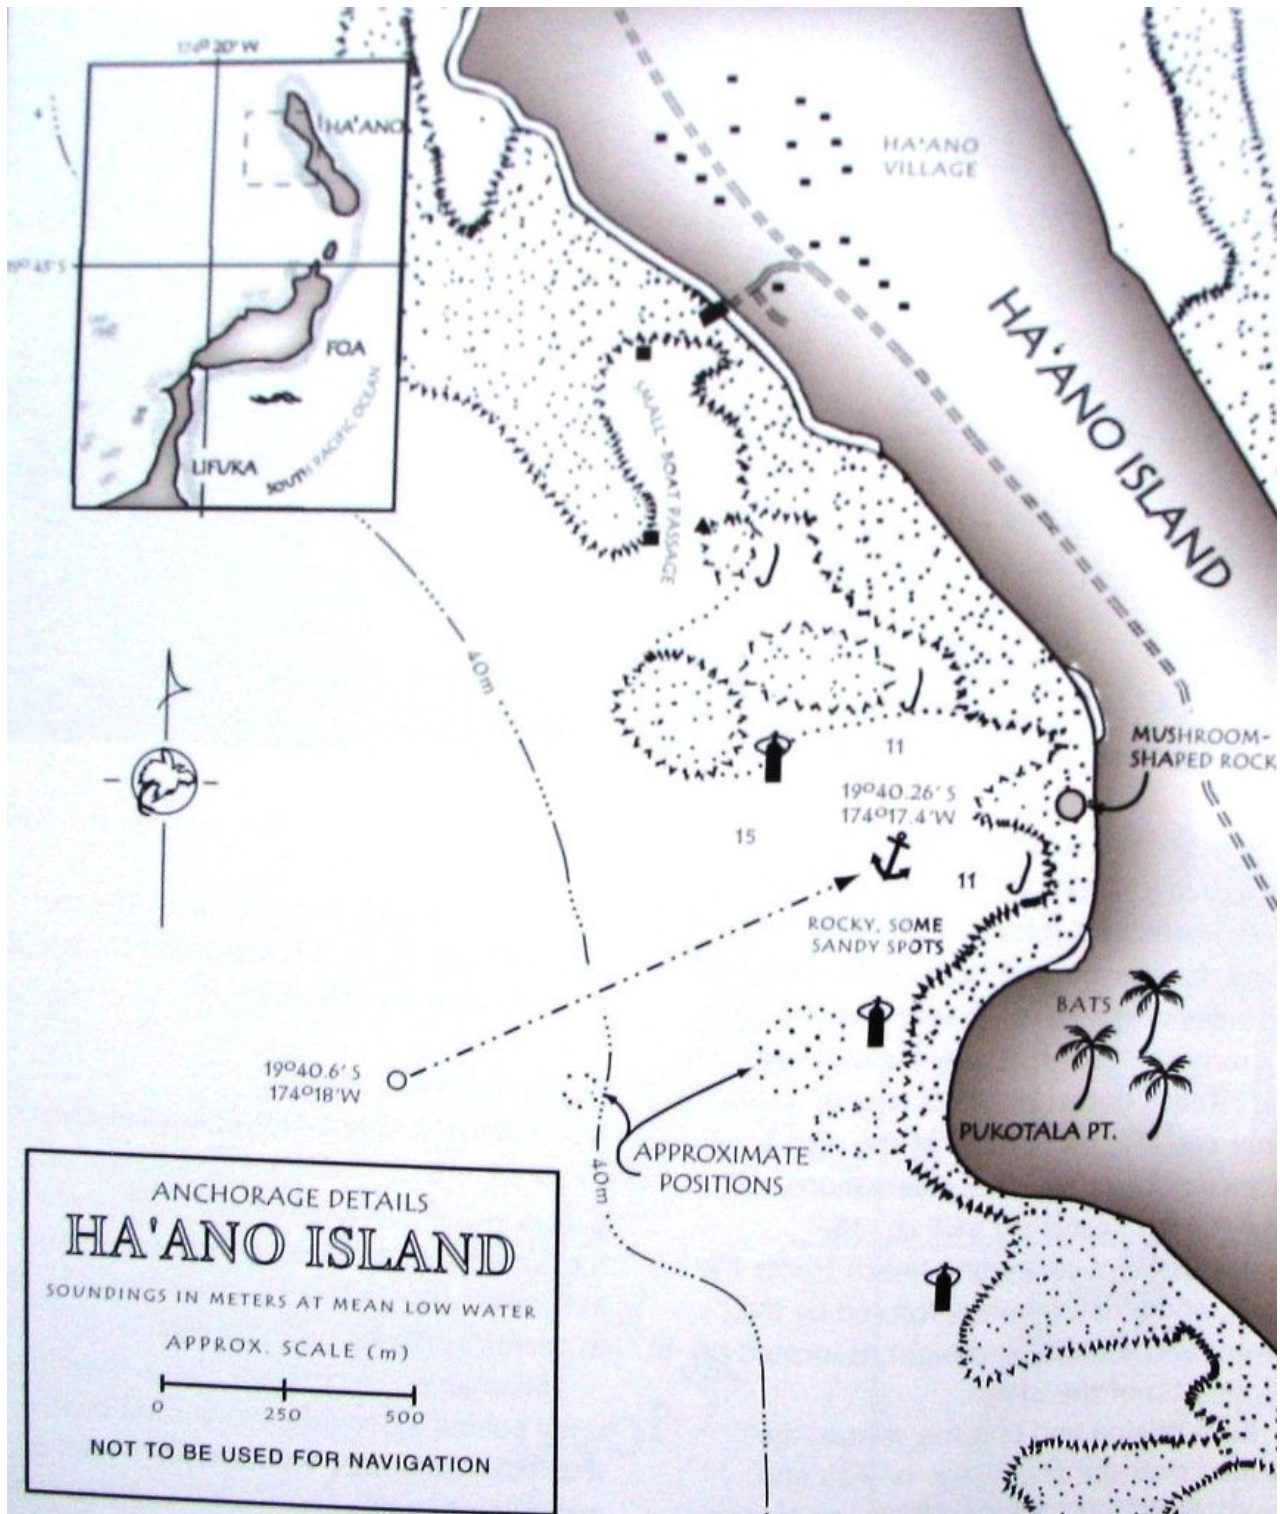 HA'ANO
FOA
LIFUKA
SOUTH PACIFIC OCEAN
HA'ANO
VILLAGE
HA'ANO ISLAND
SMALL-BOAT PASSAGE
40m
MUSHROOM-
SHAPED ROCK
11
19°40.26' S
174°17.4'W
15
11
ROCKY, SOME
SANDY SPOTS
BATS
19°40.6' S
174°18'W
PUKOTALA PT.
APPROXIMATE
POSITIONS
40m
ANCHORAGE DETAILS
HA'ANO ISLAND
SOUNDINGS IN METERS AT MEAN LOW WATER
APPROX. SCALE (m)
0 250 500
NOT TO BE USED FOR NAVIGATION